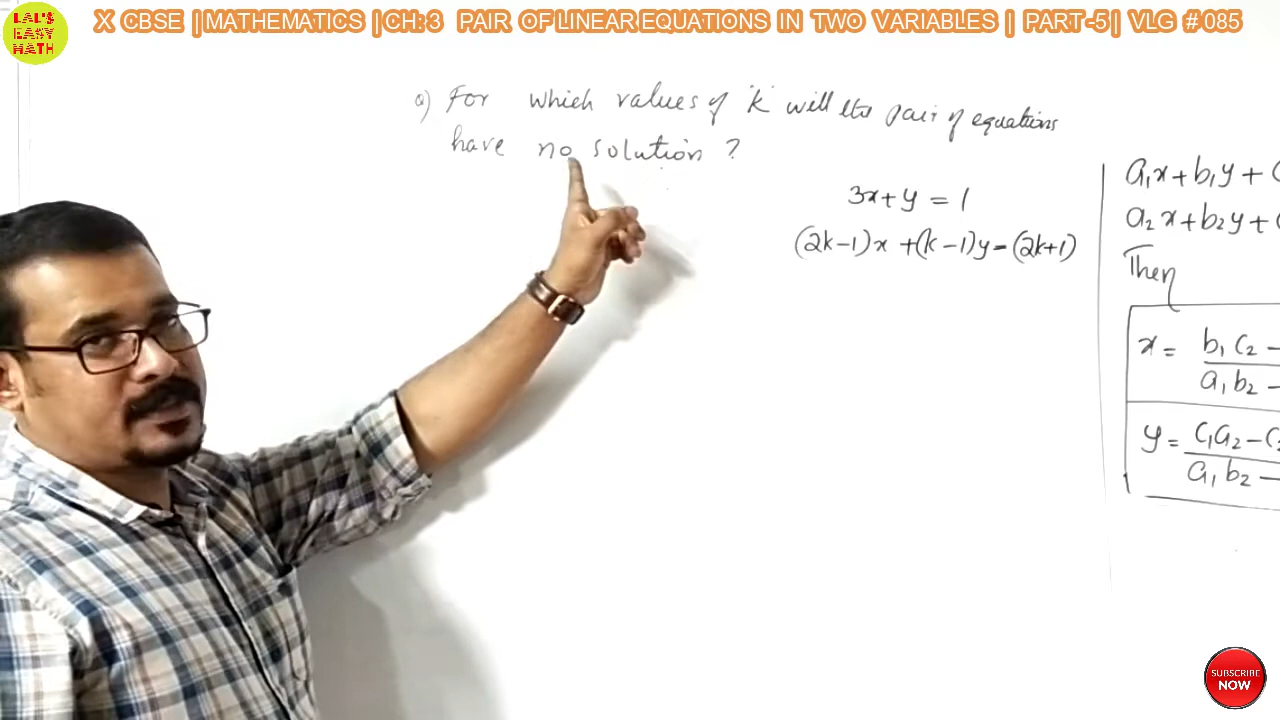 LAL'S
EASY
MATH
X CBSE | MATHEMATICS | CH: 3 PAIR OF LINEAR EQUATIONS IN TWO VARIABLES | PART -5 | VLG # 085
Q) For which values of 'k' will the pair of equations
have no solution ?
3x + y = 1
(2k-1)x + (k-1)y = (2k+1)
a₁x + b₁y + C
a₂x + b₂y + C
Then
x = b₁c₂ -
a₁b₂ -
y = C₁a₂ - C₂
a₁b₂ -
SUBSCRIBE
NOW